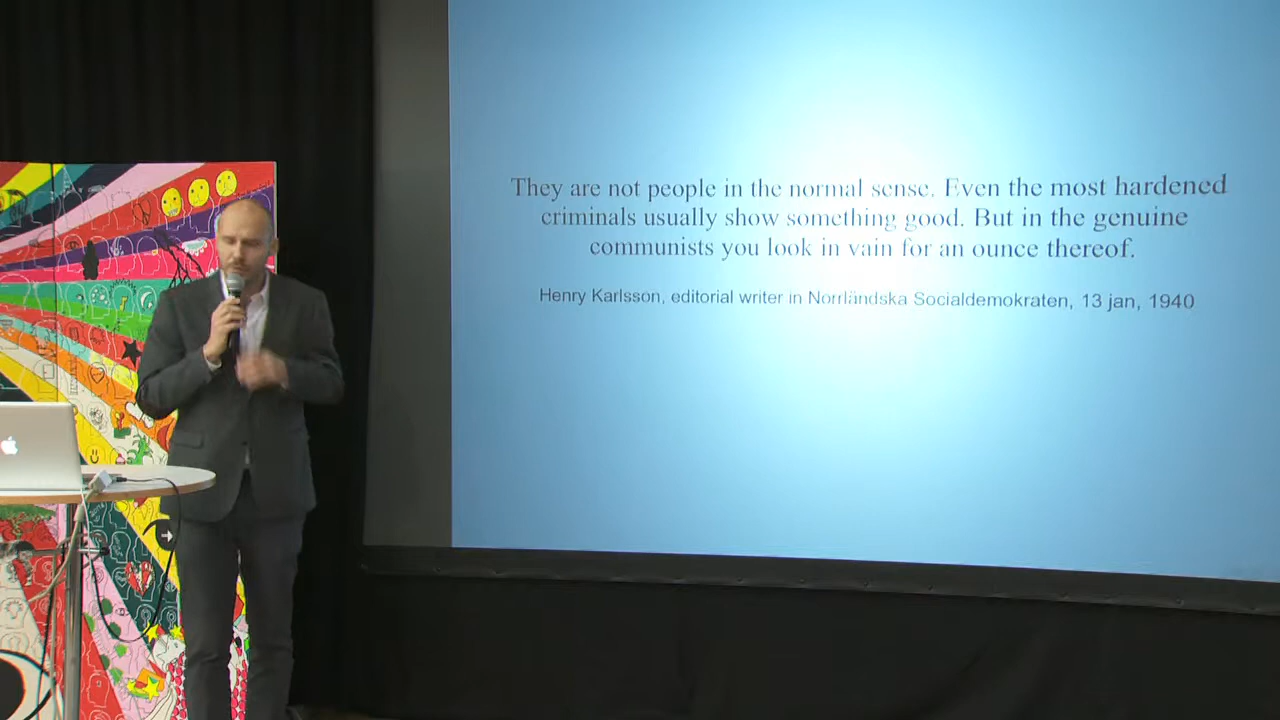 They are not people in the normal sense. Even the most hardened
criminals usually show something good. But in the genuine
communists you look in vain for an ounce thereof.
Henry Karlsson, editorial writer in Norrländska Socialdemokraten, 13 jan, 1940